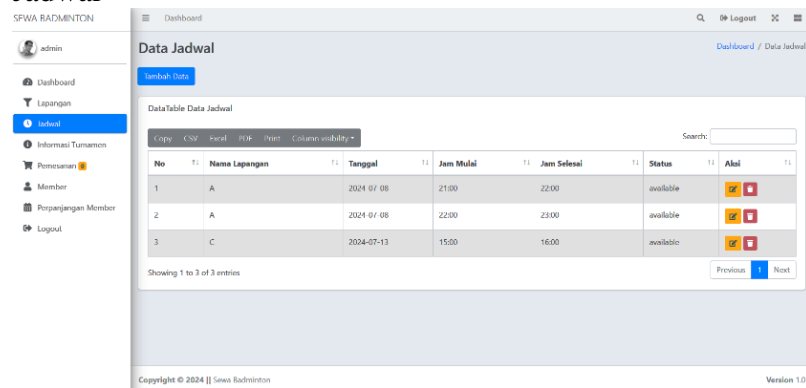 SEWA BADMINTON
Dashboard
Logout
admin
Data Jadwal
Dashboard / Data Jadwal
Tambah Data
Dashboard
Lapangan
Jadwal
Informasi Turnamen
Pemesanan
Member
Perpanjangan Member
Logout
DataTable Data Jadwal
Copy CSV Excel PDF Print Column visibility
Search:
No Nama Lapangan Tanggal Jam Mulai Jam Selesai Status Aksi
1 A 2024-07-08 21:00 22:00 available
2 A 2024-07-08 22:00 23:00 available
3 C 2024-07-13 15:00 16:00 available
Showing 1 to 3 of 3 entries
Previous 1 Next
Copyright © 2024 || Sewa Badminton
Version 1.0